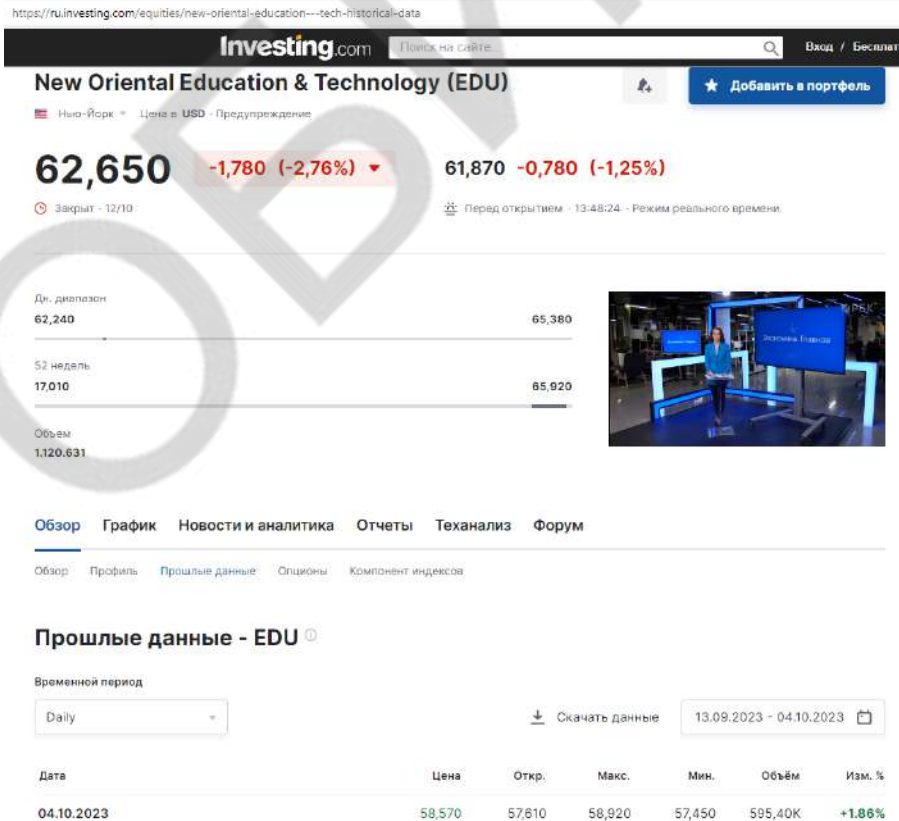 https://ru.investing.com/equities/new-oriental-education---tech-historical-data
Investing.com Поиск на сайте... Вход / Бесплат
New Oriental Education & Technology (EDU) Добавить в портфель
Нью-Йорк Цена в USD - Предупреждение
62,650 -1,780 (-2,76%) 61,870 -0,780 (-1,25%)
Закрыт - 12/10 Перед открытием - 13:48:24 - Режим реального времени.
Дн. диапазон
62,240 65,380
52 недель
17,010 65,920
Объем
1.120.631
Обзор График Новости и аналитика Отчеты Теханализ Форум
Обзор Профиль Прошлые данные Опционы Компонент индексов
Прошлые данные - EDU
Временной период
Daily Скачать данные 13.09.2023 - 04.10.2023
Дата Цена Откр. Макс. Мин. Объём Изм. %
04.10.2023 58,570 57,610 58,920 57,450 595,40K +1.86%